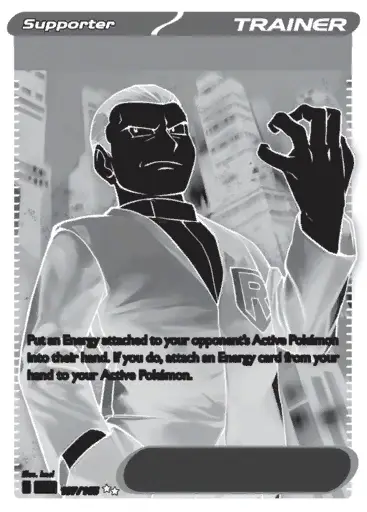 Supporter
TRAINER
R
Put an Energy attached to your opponent's Active Pokémon
into their hand. If you do, attach an Energy card from your
hand to your Active Pokémon.
Illus.